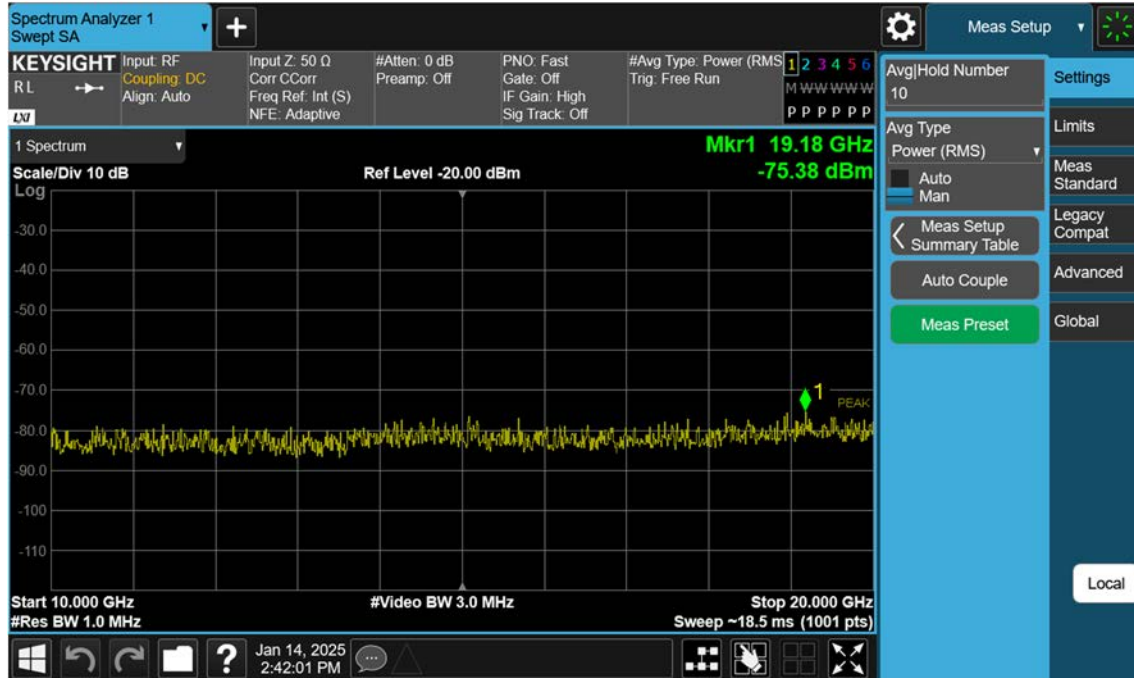 Spectrum Analyzer 1
Swept SA
+
Meas Setup
KEYSIGHT
R L
LXI
Input: RF
Coupling: DC
Align: Auto
Input Z: 50 Ω
Corr CCorr
Freq Ref: Int (S)
NFE: Adaptive
#Atten: 0 dB
Preamp: Off
PNO: Fast
Gate: Off
IF Gain: High
Sig Track: Off
#Avg Type: Power (RMS
Trig: Free Run
1 2 3 4 5 6
M W W W W W
P P P P P P
1 Spectrum
Mkr1 19.18 GHz
-75.38 dBm
Scale/Div 10 dB
Ref Level -20.00 dBm
Log
-30.0
-40.0
-50.0
-60.0
-70.0
-80.0
-90.0
-100
-110
1
PEAK
Start 10.000 GHz
#Video BW 3.0 MHz
Stop 20.000 GHz
#Res BW 1.0 MHz
Sweep ~18.5 ms (1001 pts)
Avg|Hold Number
10
Avg Type
Power (RMS)
Auto
Man
Meas Setup
Summary Table
Auto Couple
Meas Preset
Settings
Limits
Meas
Standard
Legacy
Compat
Advanced
Global
Local
?
Jan 14, 2025
2:42:01 PM